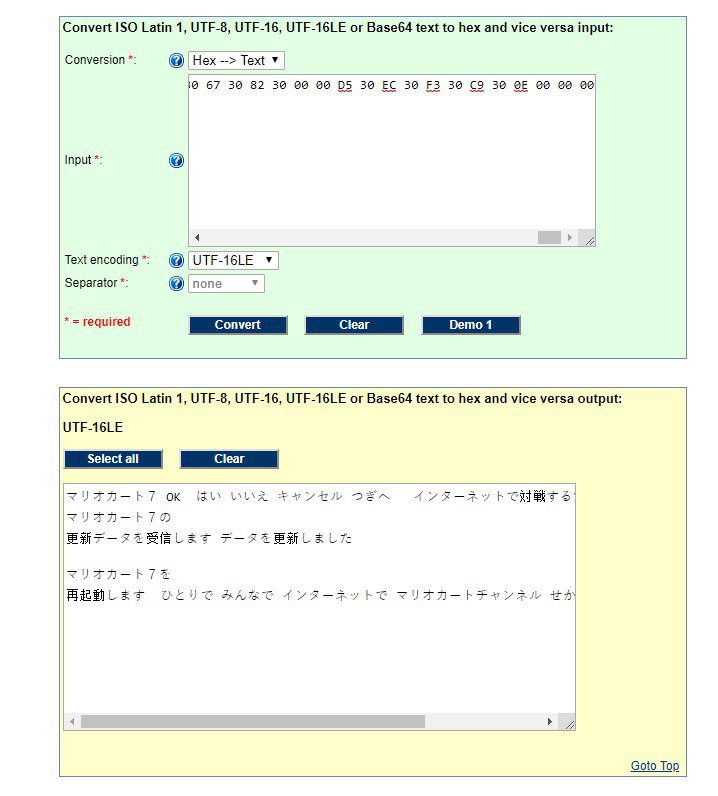 Convert ISO Latin 1, UTF-8, UTF-16, UTF-16LE or Base64 text to hex and vice versa input:
Conversion *: Hex --> Text
30 67 30 82 30 00 00 D5 30 EC 30 F3 30 C9 30 0E 00 00 00
Input *:
Text encoding *: UTF-16LE
Separator *: none
* = required Convert Clear Demo 1
Convert ISO Latin 1, UTF-8, UTF-16, UTF-16LE or Base64 text to hex and vice versa output:
UTF-16LE
Select all Clear
マリオカート７ OK はい いいえ キャンセル つぎへ インターネットで対戦する
マリオカート７の
更新データを受信します データを更新しました
マリオカート７を
再起動します ひとりで みんなで インターネットで マリオカートチャンネル せか
Goto Top